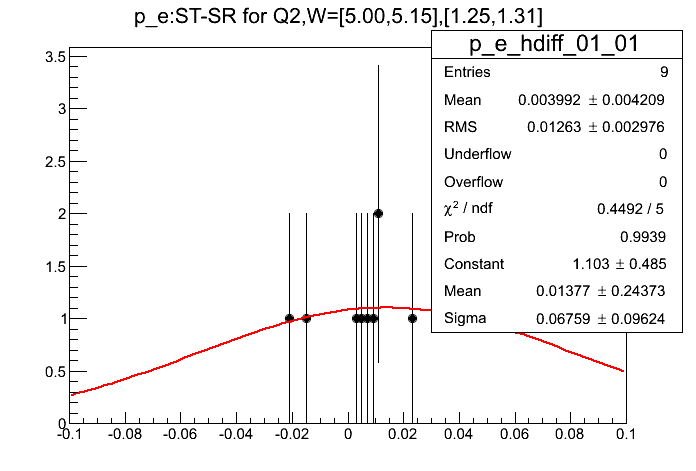 p_e:ST-SR for Q2,W=[5.00,5.15],[1.25,1.31]
p_e_hdiff_01_01
Entries 9
Mean 0.003992 ± 0.004209
RMS 0.01263 ± 0.002976
Underflow 0
Overflow 0
χ² / ndf 0.4492 / 5
Prob 0.9939
Constant 1.103 ± 0.485
Mean 0.01377 ± 0.24373
Sigma 0.06759 ± 0.09624
3.5
3
2.5
2
1.5
1
0.5
0
-0.1 -0.08 -0.06 -0.04 -0.02 0 0.02 0.04 0.06 0.08 0.1